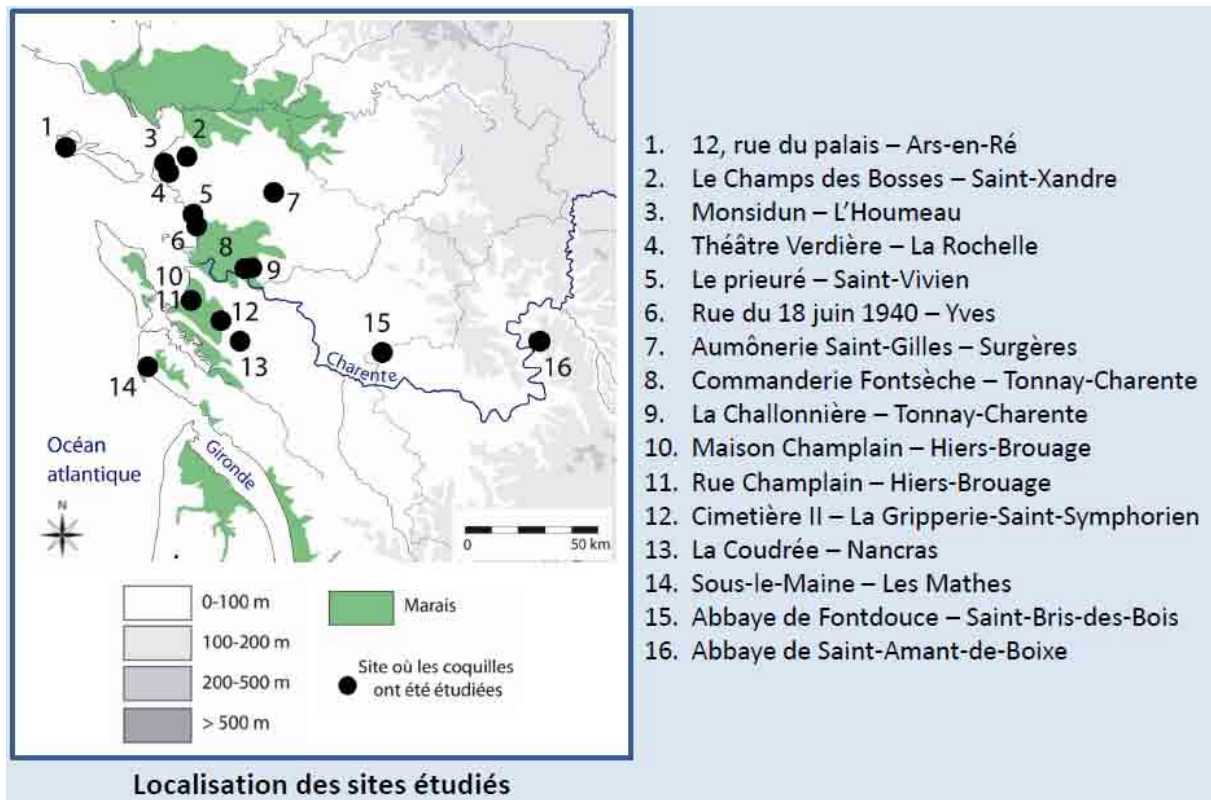 1
2
3
4
5
6
7
8
9
10
11
12
13
14
15
16
Charente
Gironde
Océan
atlantique
N
0
50 km
0-100 m
100-200 m
200-500 m
> 500 m
Marais
Site où les coquilles
ont été étudiées
Localisation des sites étudiés
1. 12, rue du palais – Ars-en-Ré
2. Le Champs des Bosses – Saint-Xandre
3. Monsidun – L'Houmeau
4. Théâtre Verdière – La Rochelle
5. Le prieuré – Saint-Vivien
6. Rue du 18 juin 1940 – Yves
7. Aumônerie Saint-Gilles – Surgères
8. Commanderie Fontsèche – Tonnay-Charente
9. La Challonnière – Tonnay-Charente
10. Maison Champlain – Hiers-Brouage
11. Rue Champlain – Hiers-Brouage
12. Cimetière II – La Gripperie-Saint-Symphorien
13. La Coudrée – Nancras
14. Sous-le-Maine – Les Mathes
15. Abbaye de Fontdouce – Saint-Bris-des-Bois
16. Abbaye de Saint-Amant-de-Boixe